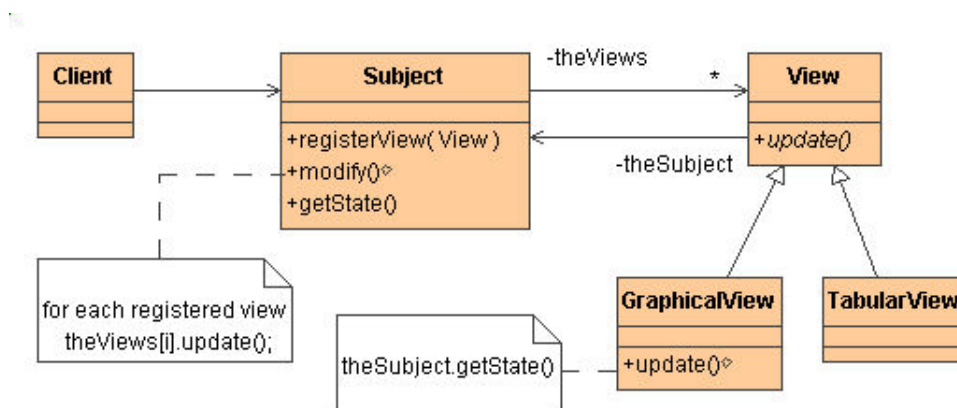 Client
Subject
-theViews
*
View
+registerView( View )
+modify()
+getState()
+update()
-theSubject
for each registered view
theViews[i].update();
GraphicalView
TabularView
theSubject.getState()
+update()